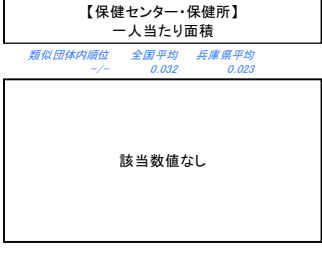 【保健センター・保健所】
一人当たり面積
類似団体内順位 全国平均 兵庫県平均
-/- 0.032 0.023
該当数値なし